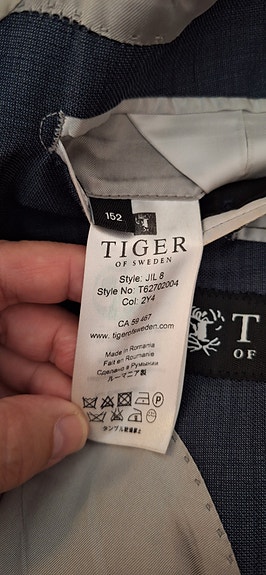 152
TIGER
OF SWEDEN
Style: JIL 8
Style No: T62702004
Col: 2Y4
CA 59 467
www.tigerofsweden.com
Made in Romania
Fait en Roumanie
Сделано в Румынии
ルーマニア製
P
T
OF